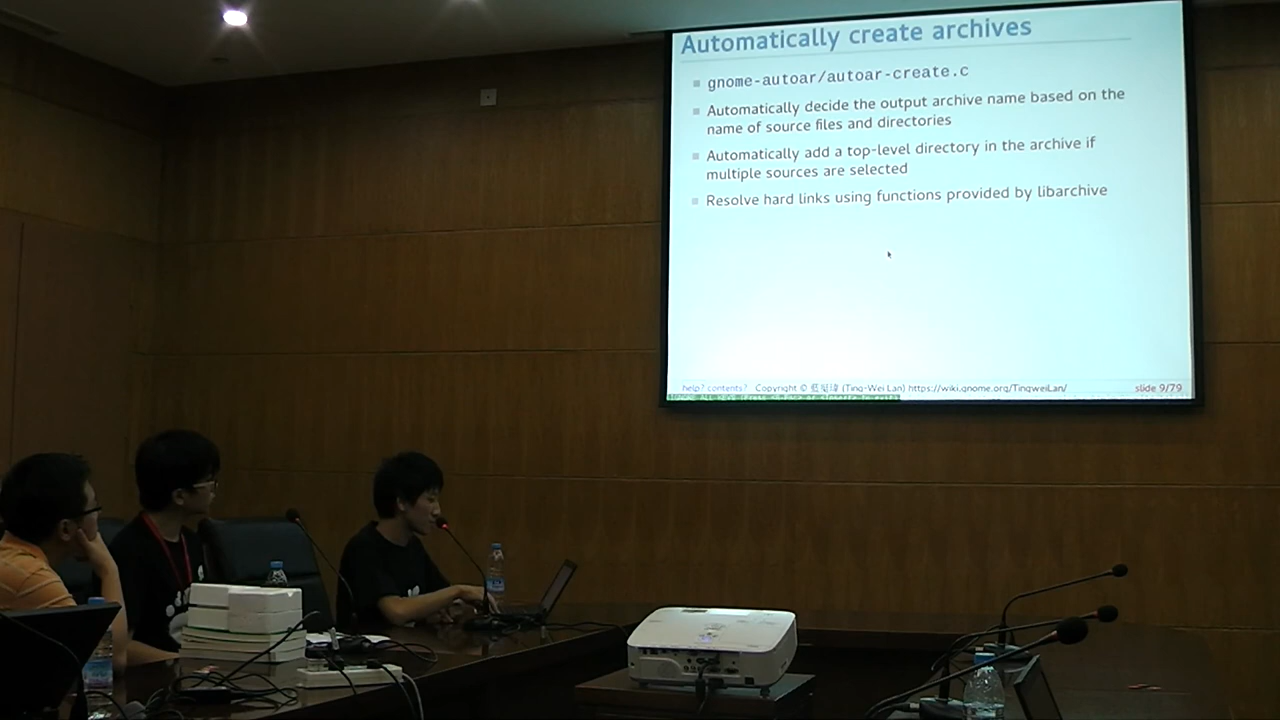 Automatically create archives
gnome-autoar/autoar-create.c
Automatically decide the output archive name based on the
name of source files and directories
Automatically add a top-level directory in the archive if
multiple sources are selected
Resolve hard links using functions provided by libarchive
help? contents? Copyright © 藍挺瑋 (Ting-Wei Lan) https://wiki.gnome.org/TingweiLan/ slide 9/79